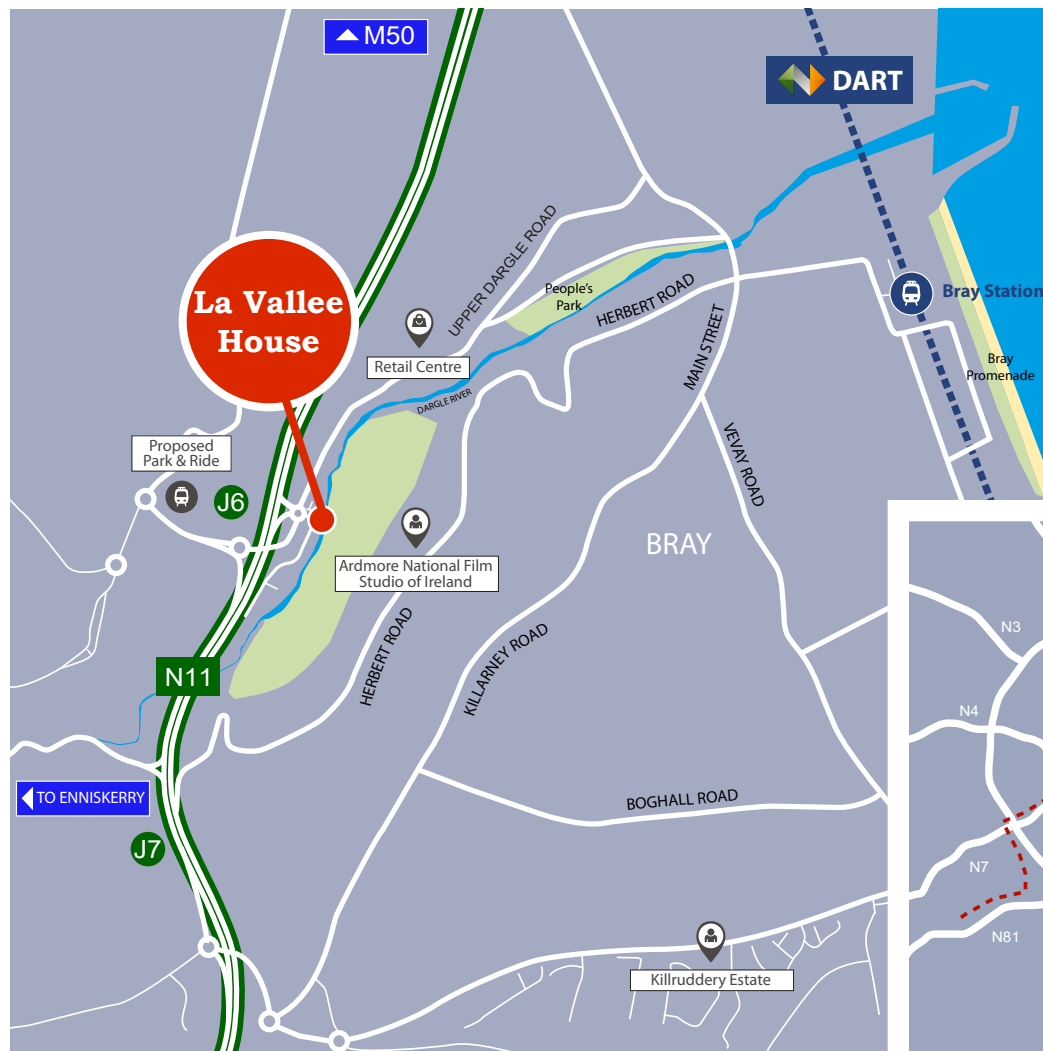 M50
DART
UPPER DARGLE ROAD
La Vallee
House
People's
Park
HERBERT ROAD
Bray Station
Retail Centre
MAIN STREET
Bray
Promenade
DARGLE RIVER
VEVAY ROAD
Proposed
Park & Ride
J6
BRAY
Ardmore National Film
Studio of Ireland
HERBERT ROAD
KILLARNEY ROAD
N3
N11
N4
TO ENNISKERRY
BOGHALL ROAD
J7
N7
N81
Killruddery Estate